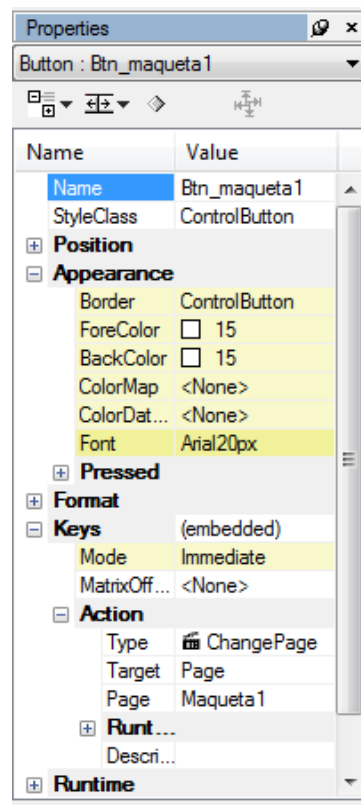 Properties
Button : Btn_maqueta1
Name Value
Name Btn_maqueta1
StyleClass ControlButton
Position
Appearance
Border ControlButton
ForeColor 15
BackColor 15
ColorMap <None>
ColorDat... <None>
Font Arial20px
Pressed
Format
Keys (embedded)
Mode Immediate
MatrixOff... <None>
Action
Type ChangePage
Target Page
Page Maqueta1
Runt...
Descri...
Runtime